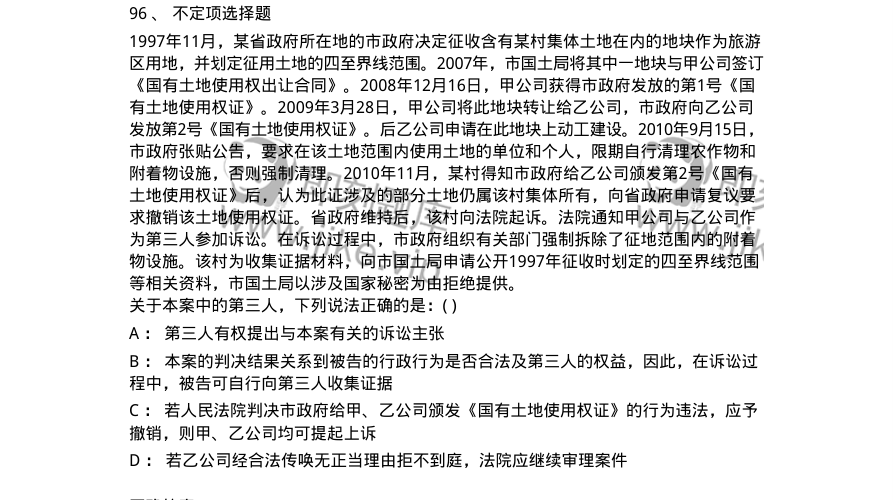 96 、 不定项选择题
1997年11月，某省政府所在地的市政府决定征收含有某村集体土地在内的地块作为旅游
区用地，并划定征用土地的四至界线范围。2007年，市国土局将其中一地块与甲公司签订
《国有土地使用权出让合同》。2008年12月16日，甲公司获得市政府发放的第1号《国
有土地使用权证》。2009年3月28日，甲公司将此地块转让给乙公司，市政府向乙公司
发放第2号《国有土地使用权证》。后乙公司申请在此地块上动工建设。2010年9月15日，
市政府张贴公告，要求在该土地范围内使用土地的单位和个人，限期自行清理农作物和
附着物设施，否则强制清理。2010年11月，某村得知市政府给乙公司颁发第2号《国有
土地使用权证》后，认为此证涉及的部分土地仍属该村集体所有，向省政府申请复议要
求撤销该土地使用权证。省政府维持后，该村向法院起诉。法院通知甲公司与乙公司作
为第三人参加诉讼。在诉讼过程中，市政府组织有关部门强制拆除了征地范围内的附着
物设施。该村为收集证据材料，向市国土局申请公开1997年征收时划定的四至界线范围
等相关资料，市国土局以涉及国家秘密为由拒绝提供。
关于本案中的第三人，下列说法正确的是：( )
A ： 第三人有权提出与本案有关的诉讼主张
B ： 本案的判决结果关系到被告的行政行为是否合法及第三人的权益，因此，在诉讼过
程中，被告可自行向第三人收集证据
C ： 若人民法院判决市政府给甲、乙公司颁发《国有土地使用权证》的行为违法，应予
撤销，则甲、乙公司均可提起上诉
D ： 若乙公司经合法传唤无正当理由拒不到庭，法院应继续审理案件